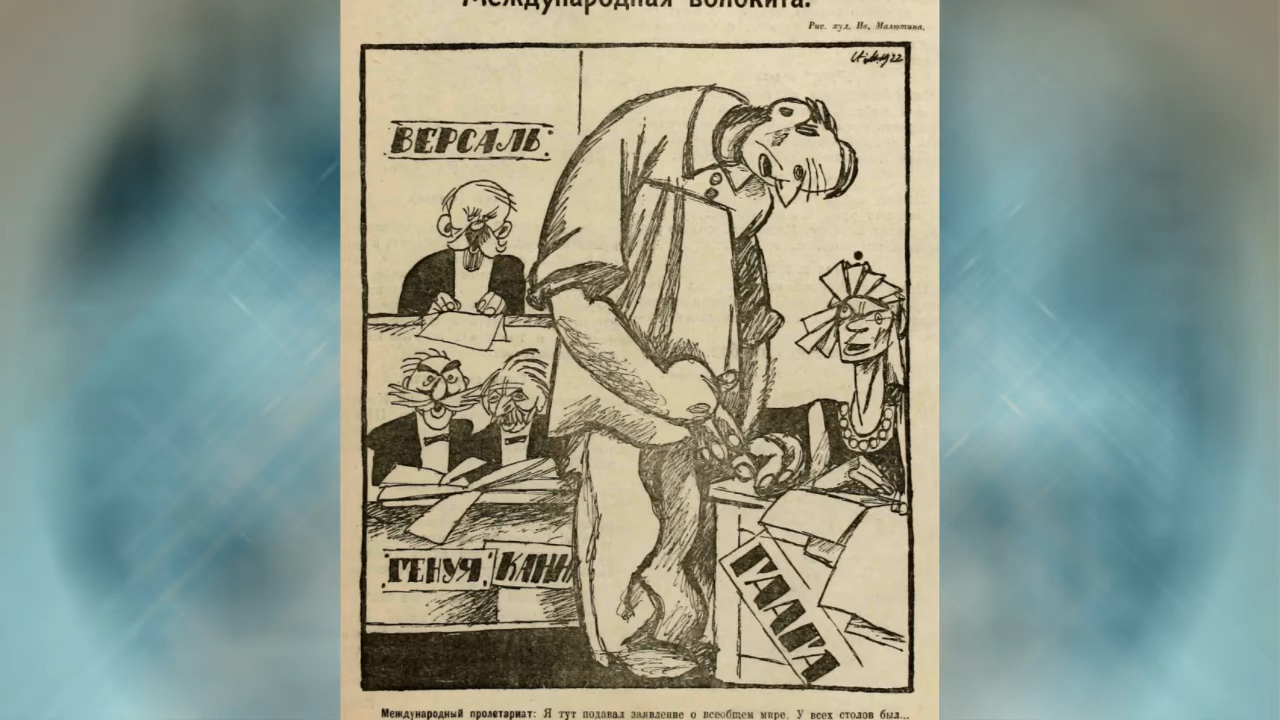 Международная волокита.
Рис. худ. Ив. Малютина.
1922
ВЕРСАЛЬ
ГЕНУЯ
КАНН
ГААГА
Международный пролетариат: Я тут подавал заявление о всеобщем мире. У всех столов был...